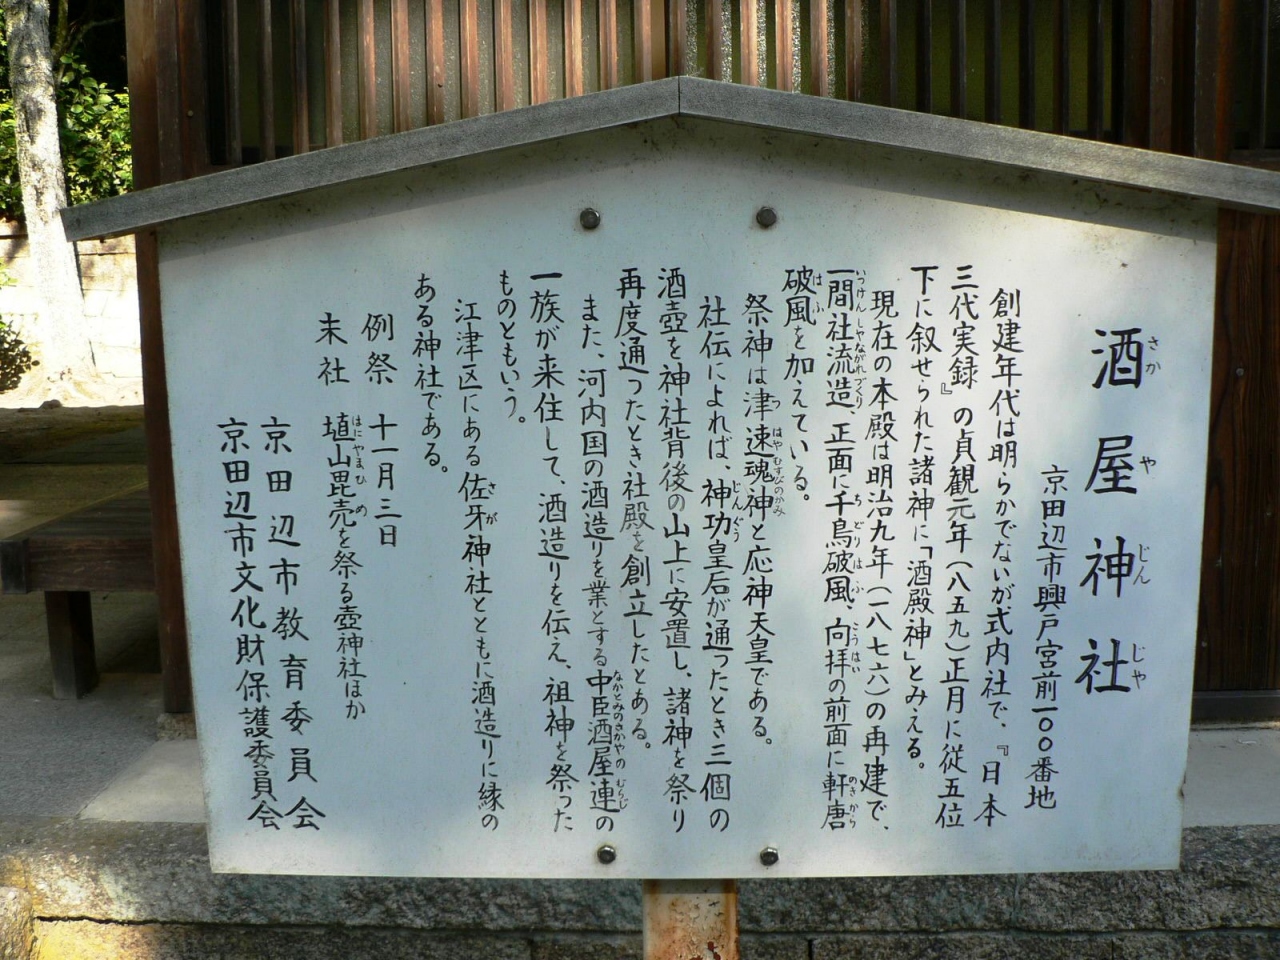 酒屋神社
京田辺市興戸宮前一〇〇番地
創建年代は明らかでないが式内社で、『日本
三代実録』の貞観元年(八五九)正月に従五位
下に叙せられた諸神に「酒殿神」とみえる。
現在の本殿は明治九年(一八七六)の再建で、
一間社流造、正面に千鳥破風、向拝の前面に軒唐
破風を加えている。
祭神は津速魂神と応神天皇である。
社伝によれば、神功皇后が通ったとき三個の
酒壺を神社背後の山上に安置し、諸神を祭り
再度通ったとき社殿を創立したとある。
また、河内国の酒造りを業とする中臣酒屋連の
一族が来住して、酒造りを伝え、祖神を祭った
ものともいう。
江津区にある佐牙神社とともに酒造りに縁の
ある神社である。
例祭 十一月三日
末社 埴山毘売を祭る壺神社ほか
京田辺市教育委員会
京田辺市文化財保護委員会